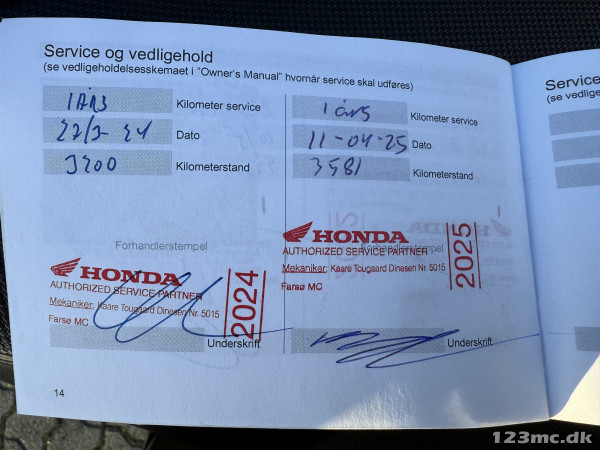 Service og vedligehold
(se vedligeholdelsesskemaet i "Owner's Manual" hvornår service skal udføres)
1 ÅRS Kilometer service
22/3-24 Dato
3200 Kilometerstand
Forhandlerstempel
HONDA
AUTHORIZED SERVICE PARTNER
Mekaniker: Kaare Tougaard Dinesen Nr. 5015
Farsø MC
2024
Underskrift
1 ÅRS Kilometer service
11-04-25 Dato
3581 Kilometerstand
HONDA
AUTHORIZED SERVICE PARTNER
Mekaniker: Kaare Tougaard Dinesen Nr. 5015
Farsø MC
2025
Underskrift
14
Service
(se vedlige
123mc.dk